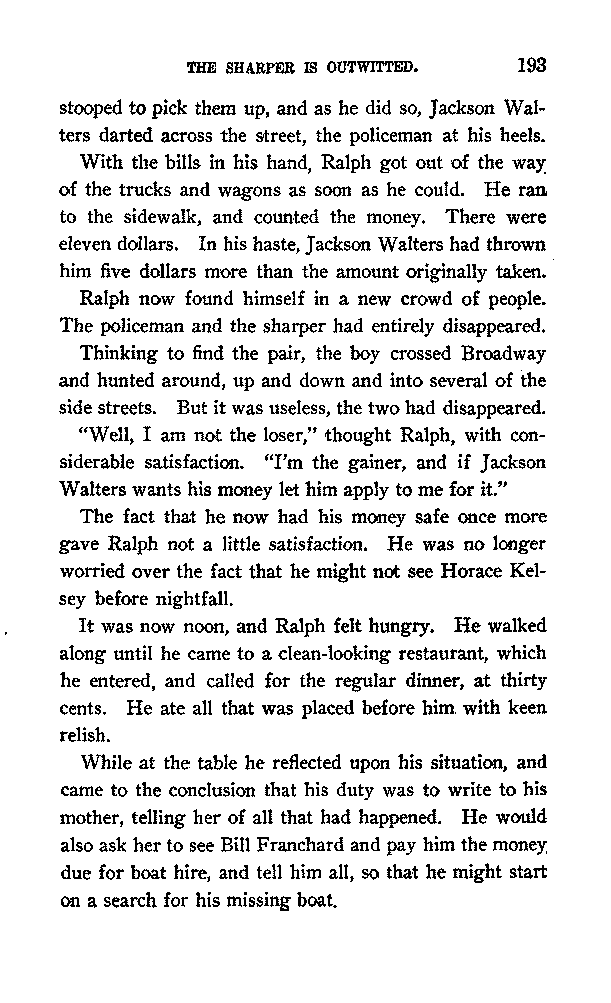 THE SHARPER IS OUTWITTED. 193
stooped to pick them up, and as he did so, Jackson Wal-
ters darted across the street, the policeman at his heels.
With the bills in his hand, Ralph got out of the way
of the trucks and wagons as soon as he could. He ran
to the sidewalk, and counted the money. There were
eleven dollars. In his haste, Jackson Walters had thrown
him five dollars more than the amount originally taken.
Ralph now found himself in a new crowd of people.
The policeman and the sharper had entirely disappeared.
Thinking to find the pair, the boy crossed Broadway
and hunted around, up and down and into several of the
side streets. But it was useless, the two had disappeared.
"Well, I am not the loser," thought Ralph, with con-
siderable satisfaction. "I'm the gainer, and if Jackson
Walters wants his money let him apply to me for it."
The fact that he now had his money safe once more
gave Ralph not a little satisfaction. He was no longer
worried over the fact that he might not see Horace Kel-
sey before nightfall.
It was now noon, and Ralph felt hungry. He walked
along until he came to a clean-looking restaurant, which
he entered, and called for the regular dinner, at thirty
cents. He ate all that was placed before him with keen
relish.
While at the table he reflected upon his situation, and
came to the conclusion that his duty was to write to his
mother, telling her of all that had happened. He would
also ask her to see Bill Franchard and pay him the money
due for boat hire, and tell him all, so that he might start
on a search for his missing boat.